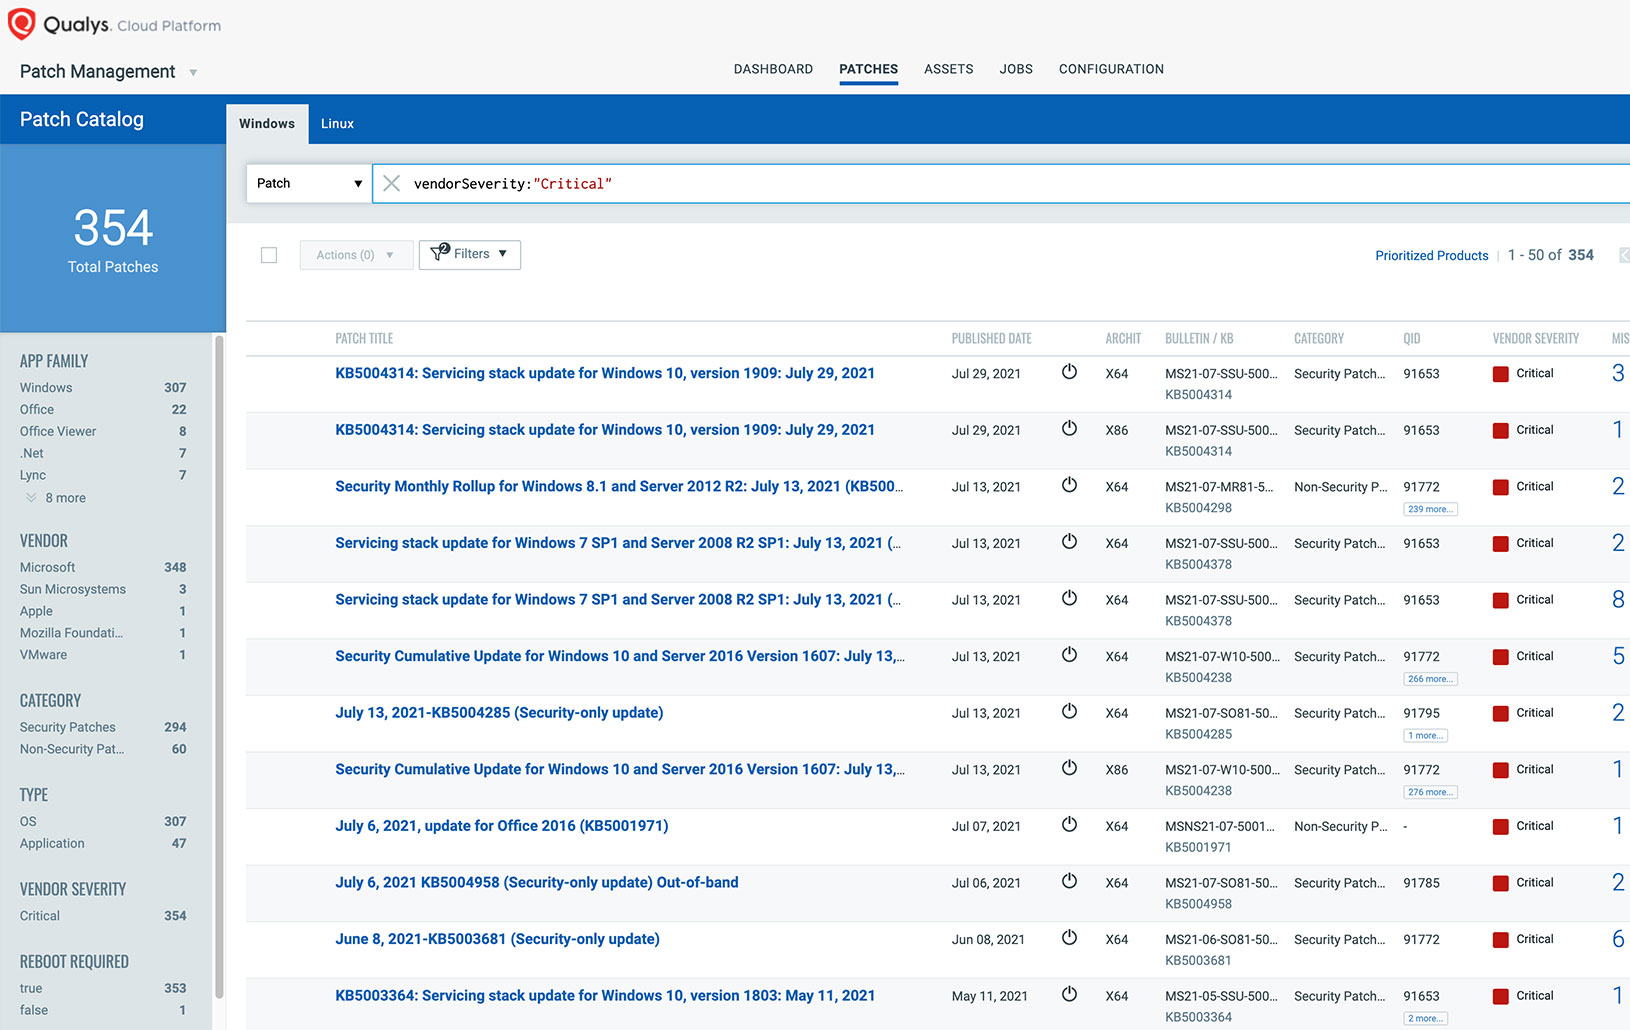 Qualys. Cloud Platform
Patch Management
DASHBOARD PATCHES ASSETS JOBS CONFIGURATION
Patch Catalog
Windows Linux
354
Total Patches
Patch vendorSeverity:"Critical"
Actions (0) 2 Filters Prioritized Products | 1 - 50 of 354
APP FAMILY
Windows 307
Office 22
Office Viewer 8
.Net 7
Lync 7
8 more
VENDOR
Microsoft 348
Sun Microsystems 3
Apple 1
Mozilla Foundati... 1
VMware 1
CATEGORY
Security Patches 294
Non-Security Pat... 60
TYPE
OS 307
Application 47
VENDOR SEVERITY
Critical 354
REBOOT REQUIRED
true 353
false 1
PATCH TITLE PUBLISHED DATE ARCHIT BULLETIN / KB CATEGORY QID VENDOR SEVERITY MIS
KB5004314: Servicing stack update for Windows 10, version 1909: July 29, 2021 Jul 29, 2021 X64 MS21-07-SSU-500... Security Patch... 91653 Critical 3
KB5004314
KB5004314: Servicing stack update for Windows 10, version 1909: July 29, 2021 Jul 29, 2021 X86 MS21-07-SSU-500... Security Patch... 91653 Critical 1
KB5004314
Security Monthly Rollup for Windows 8.1 and Server 2012 R2: July 13, 2021 (KB500... Jul 13, 2021 X64 MS21-07-MR81-5... Non-Security P... 91772 Critical 2
KB5004298 239 more...
Servicing stack update for Windows 7 SP1 and Server 2008 R2 SP1: July 13, 2021 (... Jul 13, 2021 X64 MS21-07-SSU-500... Security Patch... 91653 Critical 2
KB5004378
Servicing stack update for Windows 7 SP1 and Server 2008 R2 SP1: July 13, 2021 (... Jul 13, 2021 X64 MS21-07-SSU-500... Security Patch... 91653 Critical 8
KB5004378
Security Cumulative Update for Windows 10 and Server 2016 Version 1607: July 13,... Jul 13, 2021 X64 MS21-07-W10-500... Security Patch... 91772 Critical 5
KB5004238 266 more...
July 13, 2021-KB5004285 (Security-only update) Jul 13, 2021 X64 MS21-07-SO81-50... Security Patch... 91795 Critical 2
KB5004285 1 more...
Security Cumulative Update for Windows 10 and Server 2016 Version 1607: July 13,... Jul 13, 2021 X86 MS21-07-W10-500... Security Patch... 91772 Critical 1
KB5004238 276 more...
July 6, 2021, update for Office 2016 (KB5001971) Jul 07, 2021 X64 MSNS21-07-5001... Non-Security P... - Critical 1
KB5001971
July 6, 2021 KB5004958 (Security-only update) Out-of-band Jul 06, 2021 X64 MS21-07-SO81-50... Security Patch... 91785 Critical 2
KB5004958
June 8, 2021-KB5003681 (Security-only update) Jun 08, 2021 X64 MS21-06-SO81-50... Security Patch... 91772 Critical 6
KB5003681
KB5003364: Servicing stack update for Windows 10, version 1803: May 11, 2021 May 11, 2021 X64 MS21-05-SSU-500... Security Patch... 91653 Critical 1
KB5003364 2 more...